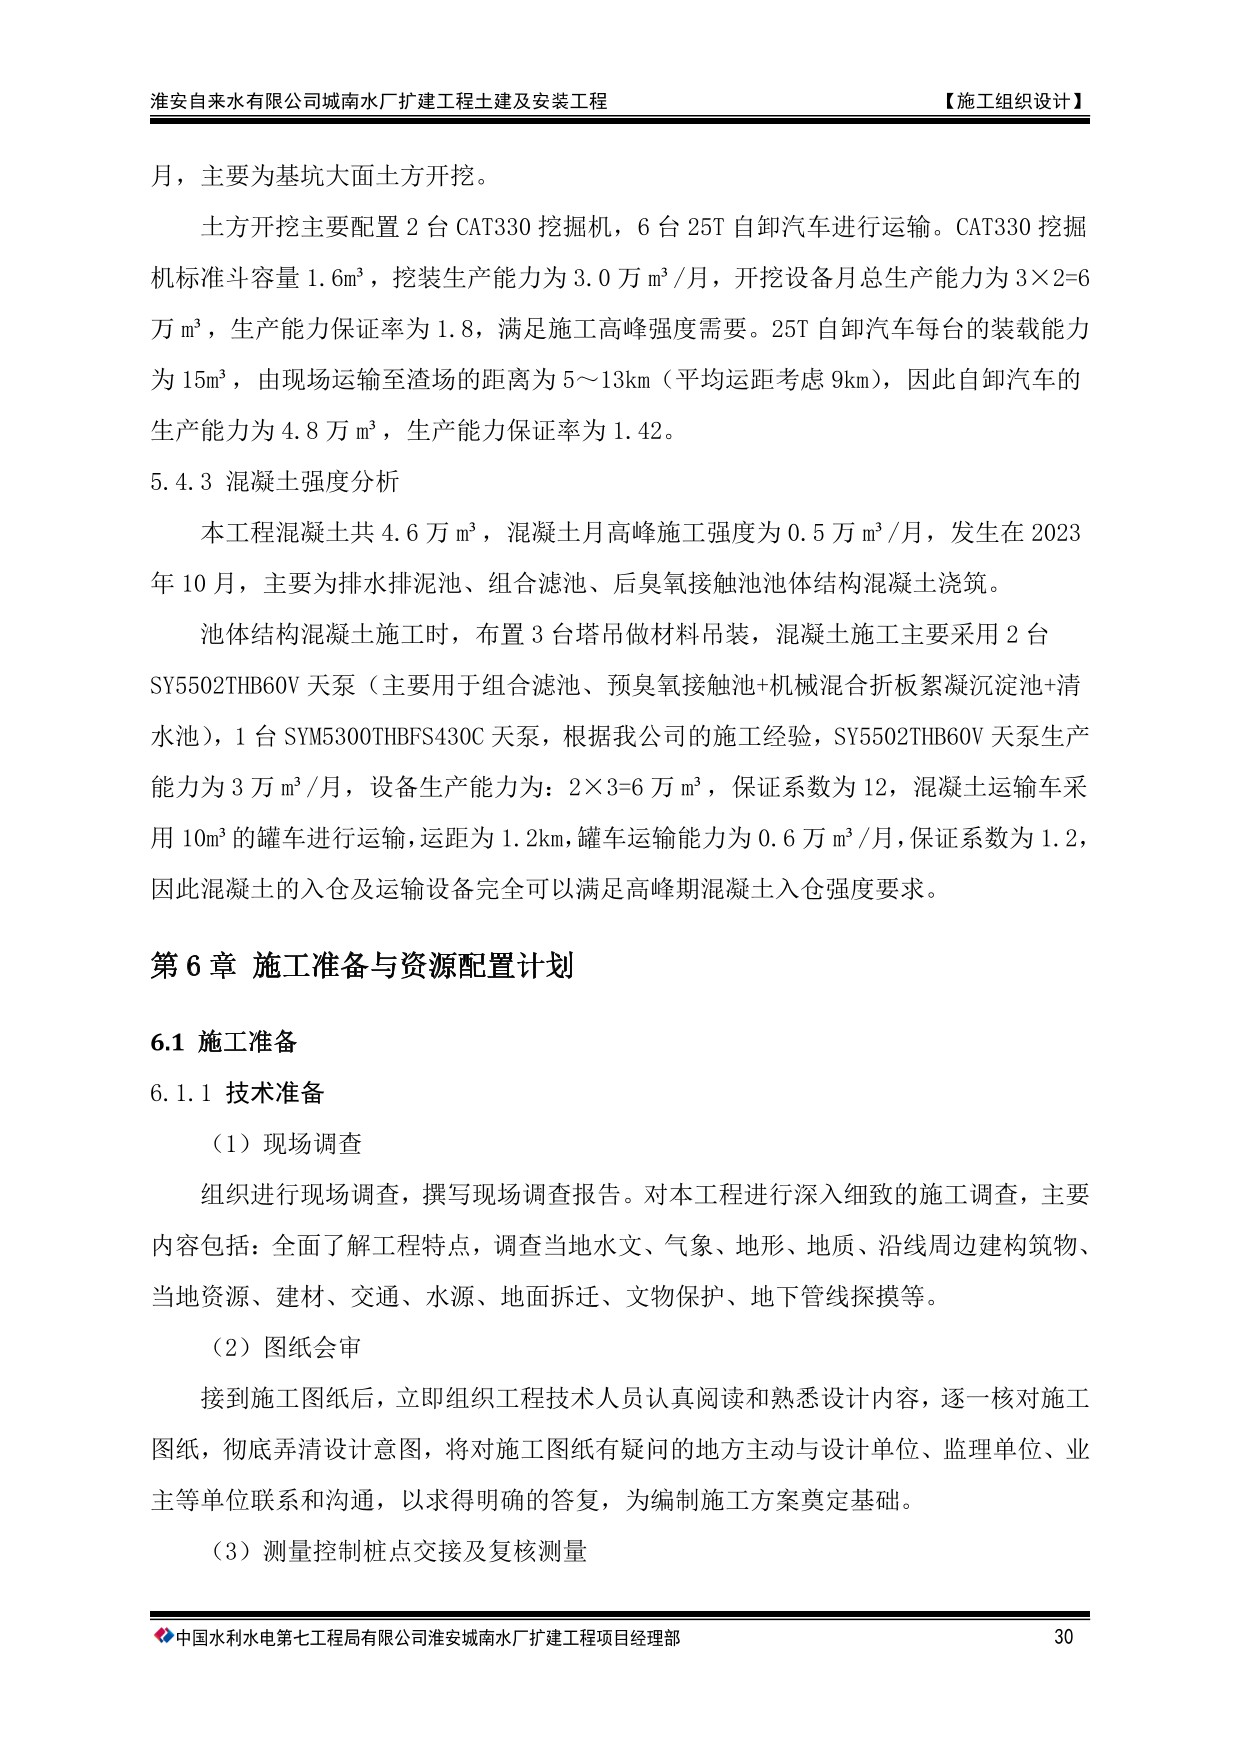 淮安自来水有限公司城南水厂扩建工程土建及安装工程 【施工组织设计】
月，主要为基坑大面土方开挖。
土方开挖主要配置 2 台 CAT330 挖掘机，6 台 25T 自卸汽车进行运输。CAT330 挖掘
机标准斗容量 1.6m³，挖装生产能力为 3.0 万 m³/月，开挖设备月总生产能力为 3×2=6
万 m³，生产能力保证率为 1.8，满足施工高峰强度需要。25T 自卸汽车每台的装载能力
为 15m³，由现场运输至渣场的距离为 5～13km（平均运距考虑 9km），因此自卸汽车的
生产能力为 4.8 万 m³，生产能力保证率为 1.42。
5.4.3 混凝土强度分析
本工程混凝土共 4.6 万 m³，混凝土月高峰施工强度为 0.5 万 m³/月，发生在 2023
年 10 月，主要为排水排泥池、组合滤池、后臭氧接触池池体结构混凝土浇筑。
池体结构混凝土施工时，布置 3 台塔吊做材料吊装，混凝土施工主要采用 2 台
SY5502THB60V 天泵（主要用于组合滤池、预臭氧接触池+机械混合折板絮凝沉淀池+清
水池），1 台 SYM5300THBFS430C 天泵，根据我公司的施工经验，SY5502THB60V 天泵生产
能力为 3 万 m³/月，设备生产能力为：2×3=6 万 m³，保证系数为 12，混凝土运输车采
用 10m³的罐车进行运输，运距为 1.2km，罐车运输能力为 0.6 万 m³/月，保证系数为 1.2，
因此混凝土的入仓及运输设备完全可以满足高峰期混凝土入仓强度要求。
第 6 章 施工准备与资源配置计划
6.1 施工准备
6.1.1 技术准备
（1）现场调查
组织进行现场调查，撰写现场调查报告。对本工程进行深入细致的施工调查，主要
内容包括：全面了解工程特点，调查当地水文、气象、地形、地质、沿线周边建构筑物、
当地资源、建材、交通、水源、地面拆迁、文物保护、地下管线探摸等。
（2）图纸会审
接到施工图纸后，立即组织工程技术人员认真阅读和熟悉设计内容，逐一核对施工
图纸，彻底弄清设计意图，将对施工图纸有疑问的地方主动与设计单位、监理单位、业
主等单位联系和沟通，以求得明确的答复，为编制施工方案奠定基础。
（3）测量控制桩点交接及复核测量
中国水利水电第七工程局有限公司淮安城南水厂扩建工程项目经理部 30